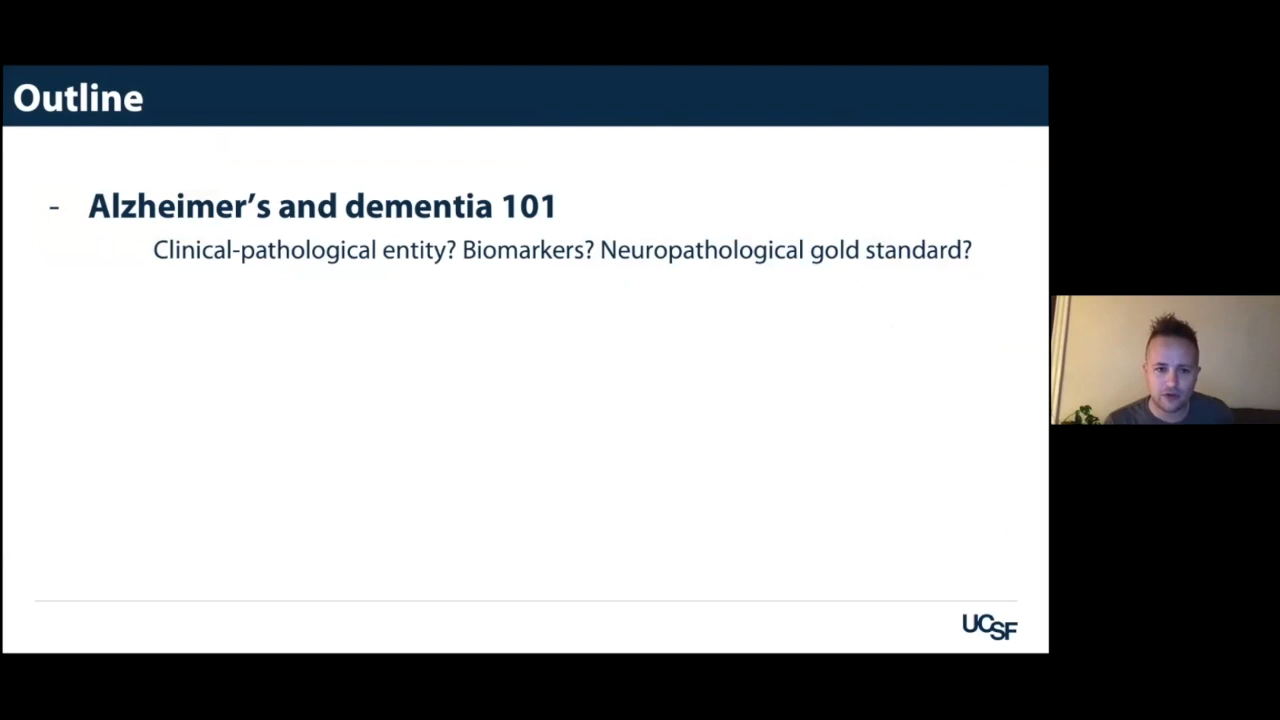 Outline
- Alzheimer’s and dementia 101
Clinical-pathological entity? Biomarkers? Neuropathological gold standard?
UCSF